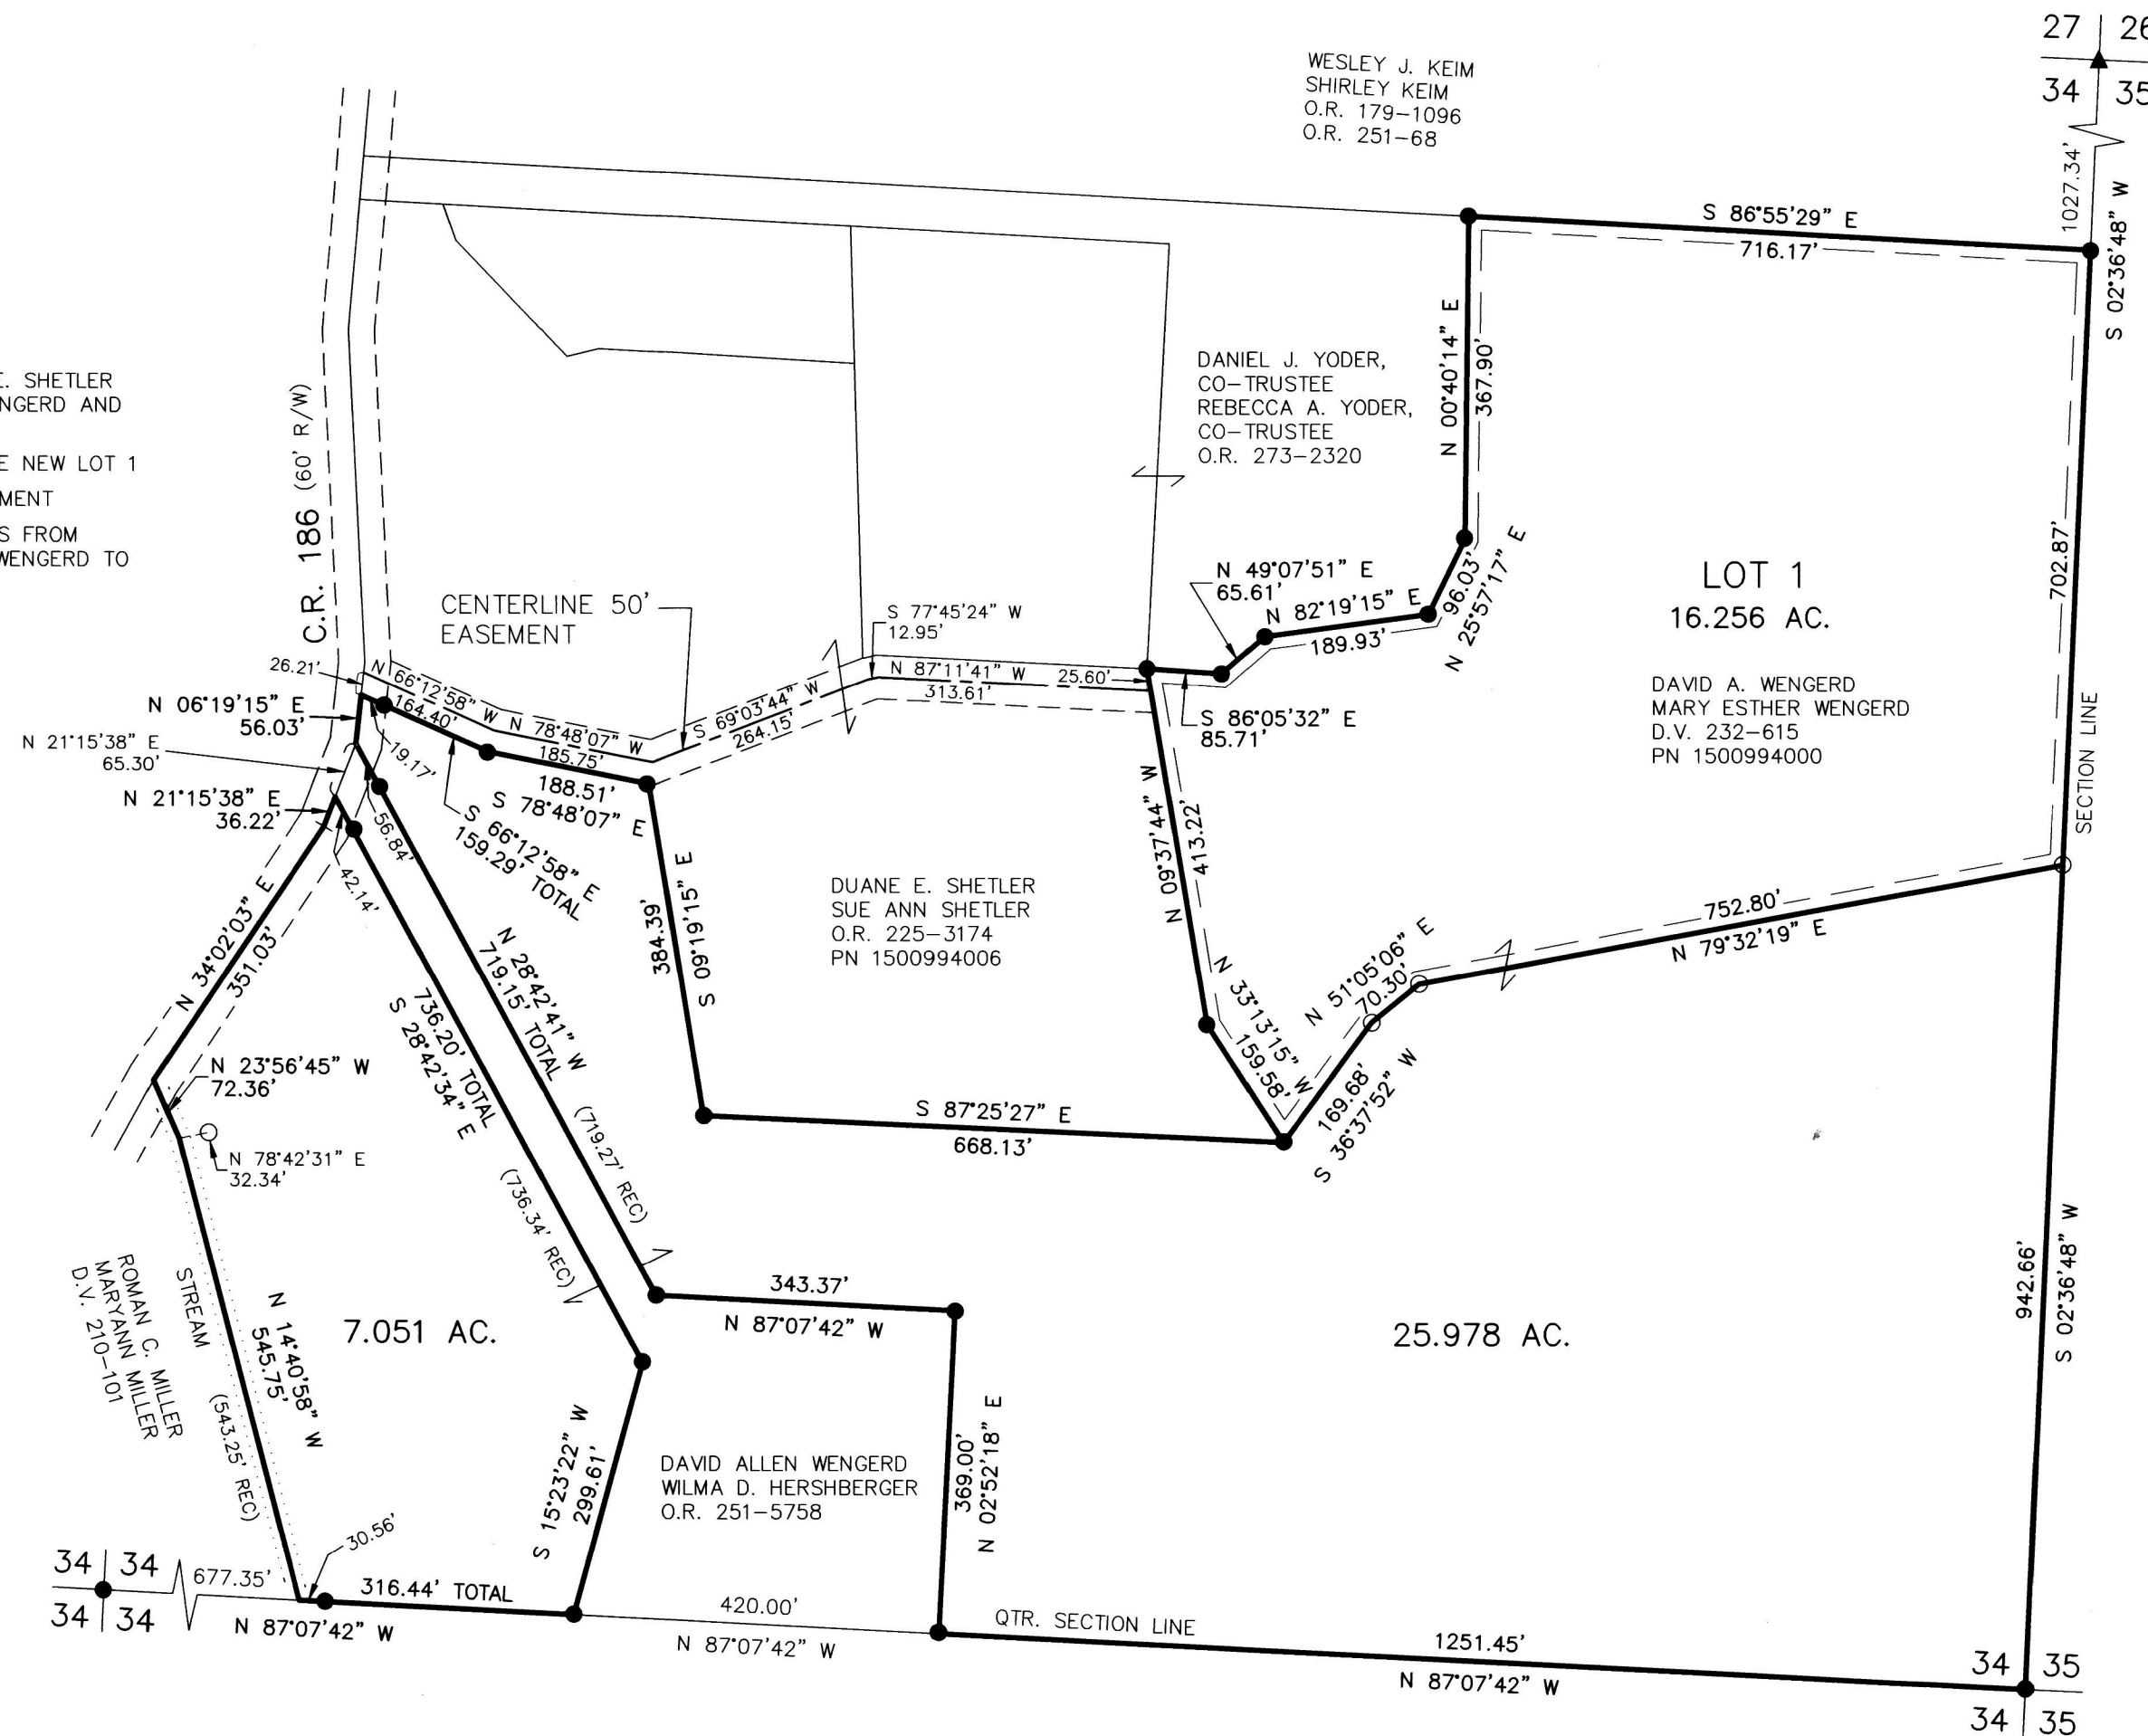 27 26
34 35
1027.34'
S 02°36'48" W
WESLEY J. KEIM
SHIRLEY KEIM
O.R. 179-1096
O.R. 251-68
S 86°55'29" E
716.17'
E. SHETLER
NGERD AND
E NEW LOT 1
MENT
S FROM
WENGERD TO
C.R. 186 (60' R/W)
DANIEL J. YODER,
CO-TRUSTEE
REBECCA A. YODER,
CO-TRUSTEE
O.R. 273-2320
N 00°40'14" E
367.90'
702.87'
SECTION LINE
LOT 1
16.256 AC.
DAVID A. WENGERD
MARY ESTHER WENGERD
D.V. 232-615
PN 1500994000
CENTERLINE 50'
EASEMENT
S 77°45'24" W
12.95'
N 87°11'41" W
25.60'
313.61'
N 49°07'51" E
65.61'
N 82°19'15" E
189.93'
96.03'
N 25°57'17" E
S 86°05'32" E
85.71'
26.21'
N 66°12'58" W
164.40'
N 78°48'07" W
185.75'
S 69°03'44" W
264.15'
N 06°19'15" E
56.03'
N 21°15'38" E
65.30'
N 21°15'38" E
36.22'
19.17'
56.84'
42.14'
188.51'
S 78°48'07" E
S 66°12'58" E
159.29' TOTAL
N 34°02'03" E
351.03'
384.39'
S 09°19'15" E
DUANE E. SHETLER
SUE ANN SHETLER
O.R. 225-3174
PN 1500994006
N 09°37'44" W
413.22'
N 33°13'15" W
159.58'
N 51°05'06" E
70.30'
169.68'
S 36°37'52" W
752.80'
N 79°32'19" E
N 28°42'41" W
719.15' TOTAL
(719.27' REC)
736.20' TOTAL
S 28°42'34" E
(736.34' REC)
N 23°56'45" W
72.36'
N 78°42'31" E
32.34'
S 87°25'27" E
668.13'
ROMAN C. MILLER
MARYANN MILLER
D.V. 210-101
STREAM
N 14°40'58" W
545.75'
(543.25' REC)
7.051 AC.
343.37'
N 87°07'42" W
25.978 AC.
942.66'
S 02°36'48" W
S 15°23'22" W
299.61'
DAVID ALLEN WENGERD
WILMA D. HERSHBERGER
O.R. 251-5758
369.00'
N 02°52'18" E
34 34
34 34
677.35'
30.56'
316.44' TOTAL
N 87°07'42" W
420.00'
N 87°07'42" W
QTR. SECTION LINE
1251.45'
N 87°07'42" W
34 35
34 35